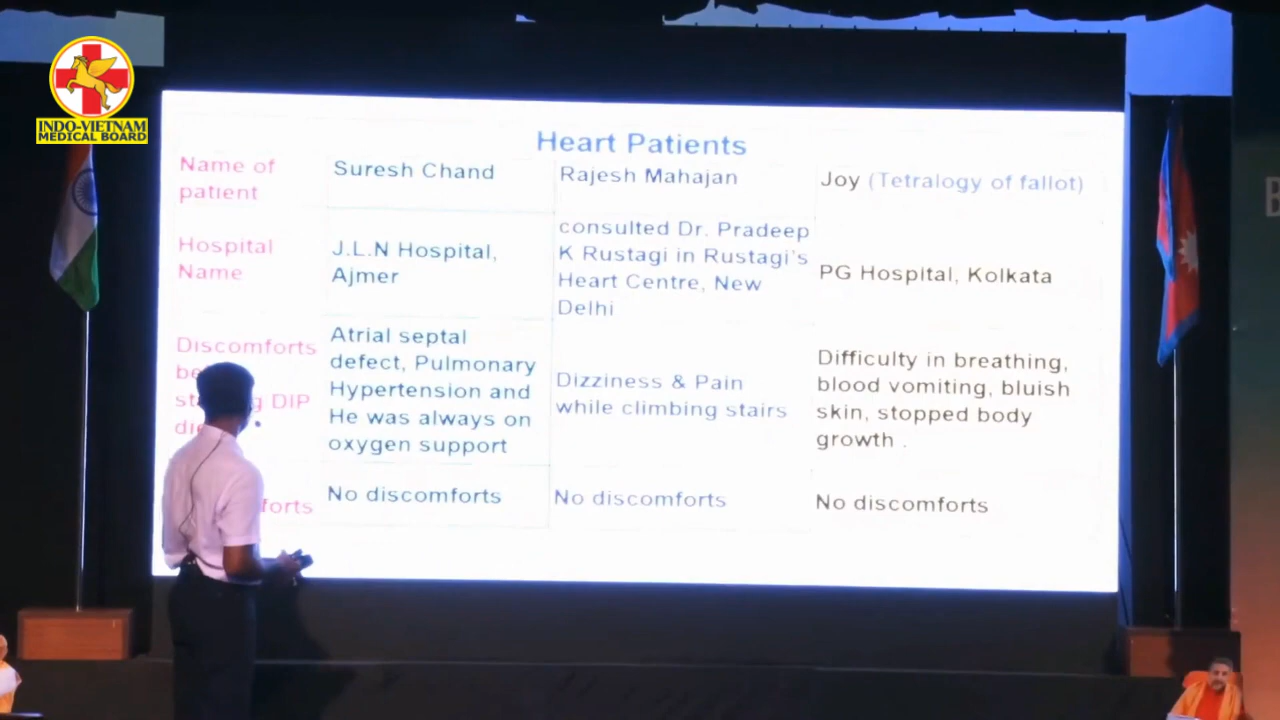 INDO-VIETNAM
MEDICAL BOARD
Heart Patients
Name of
patient
Suresh Chand
Rajesh Mahajan
Joy (Tetralogy of fallot)
Hospital
Name
J.L.N Hospital,
Ajmer
consulted Dr. Pradeep
K Rustagi in Rustagi's
Heart Centre, New
Delhi
PG Hospital, Kolkata
Discomforts
DIP
Atrial septal
defect, Pulmonary
Hypertension and
He was always on
oxygen support
Dizziness & Pain
while climbing stairs
Difficulty in breathing,
blood vomiting, bluish
skin, stopped body
growth .
No discomforts
No discomforts
No discomforts